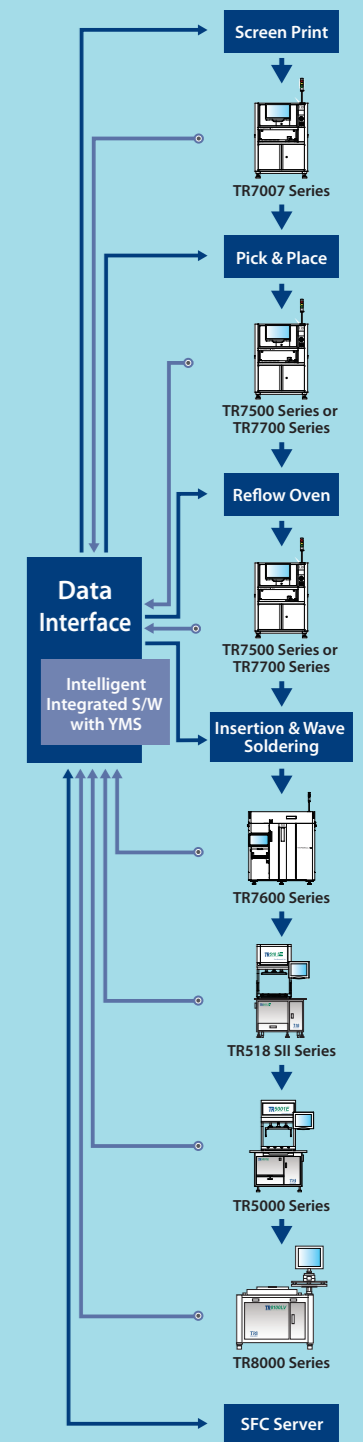 Screen Print
TR7007 Series
Pick & Place
TR7500 Series or
TR7700 Series
Reflow Oven
Data
Interface
TR7500 Series or
TR7700 Series
Intelligent
Integrated S/W
with YMS
Insertion & Wave
Soldering
TR7600 Series
TR518 SII Series
TR5001E
TR5000 Series
TR8000 Series
SFC Server